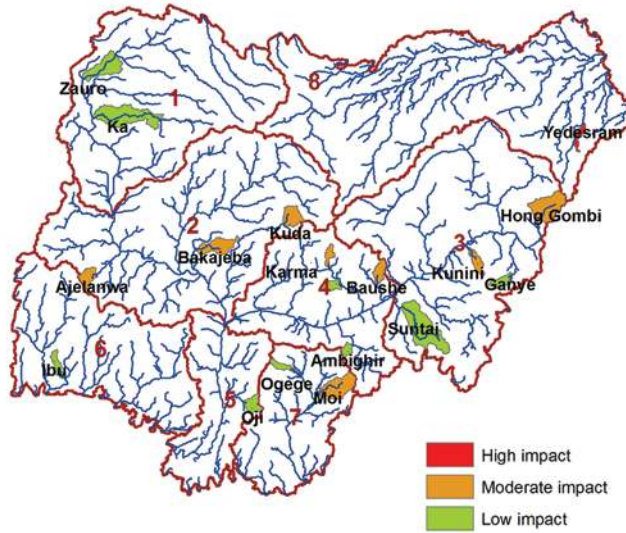 8
Zauro
1
Ka
Yedesram
Hong Gombi
2
Kuda
Bakajeba
3
Karma
Kunini
4
Baushe
Ganye
Ajelanwa
Suntai
6
Ibu
Ambighir
Ogege
Moi
5
Oji
7
High impact
Moderate impact
Low impact